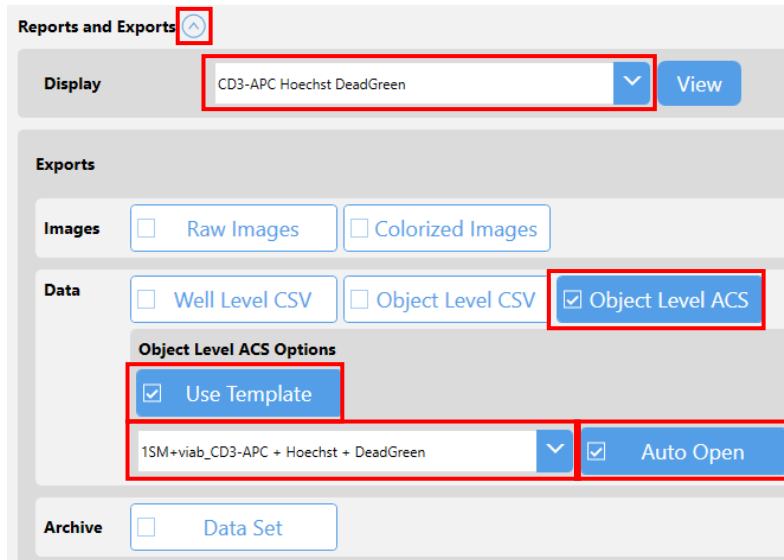 Reports and Exports
Display
CD3-APC Hoechst DeadGreen
View
Exports
Images
Raw Images
Colorized Images
Data
Well Level CSV
Object Level CSV
Object Level ACS
Object Level ACS Options
Use Template
1SM+viab_CD3-APC + Hoechst + DeadGreen
Auto Open
Archive
Data Set